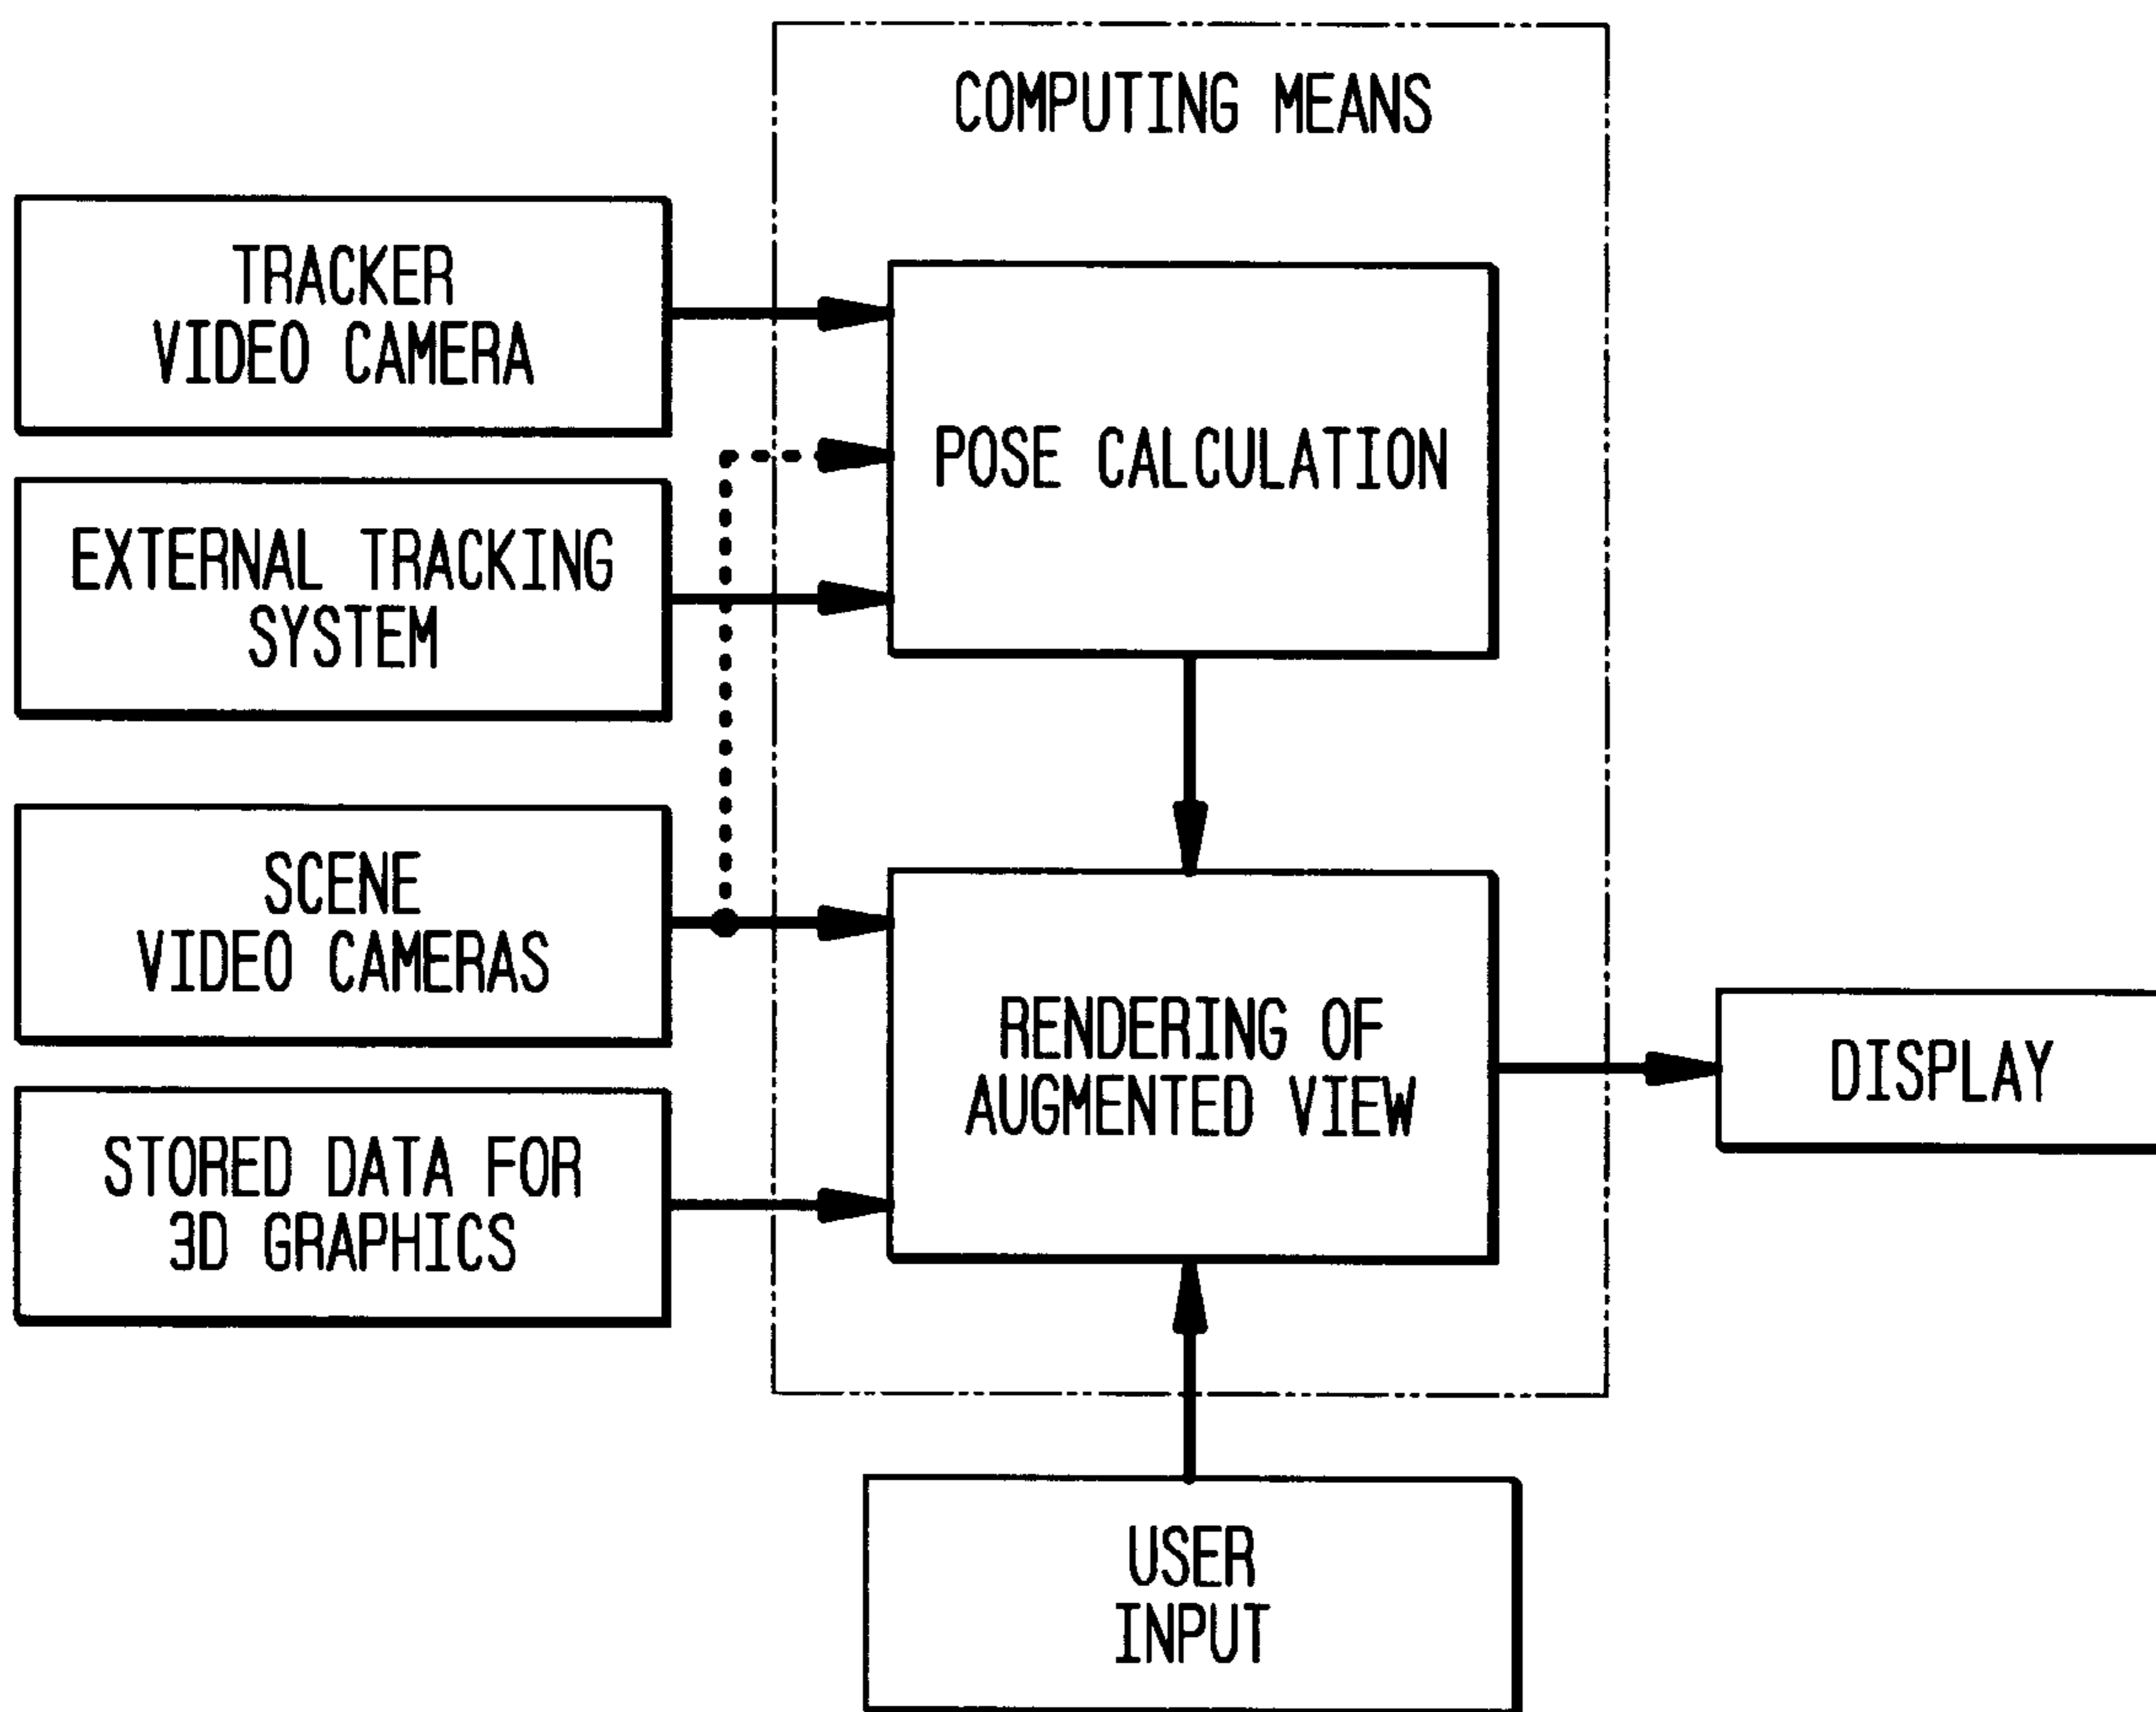 COMPUTING MEANS
TRACKER
VIDEO CAMERA
POSE CALCULATION
EXTERNAL TRACKING
SYSTEM
SCENE
VIDEO CAMERAS
RENDERING OF
AUGMENTED VIEW
DISPLAY
STORED DATA FOR
3D GRAPHICS
USER
INPUT